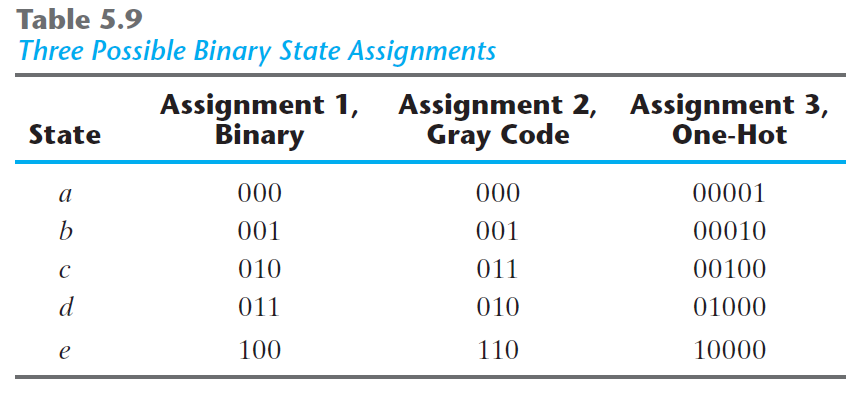 Table 5.9
Three Possible Binary State Assignments
Assignment 1, Assignment 2, Assignment 3,
State Binary Gray Code One-Hot
a 000 000 00001
b 001 001 00010
c 010 011 00100
d 011 010 01000
e 100 110 10000